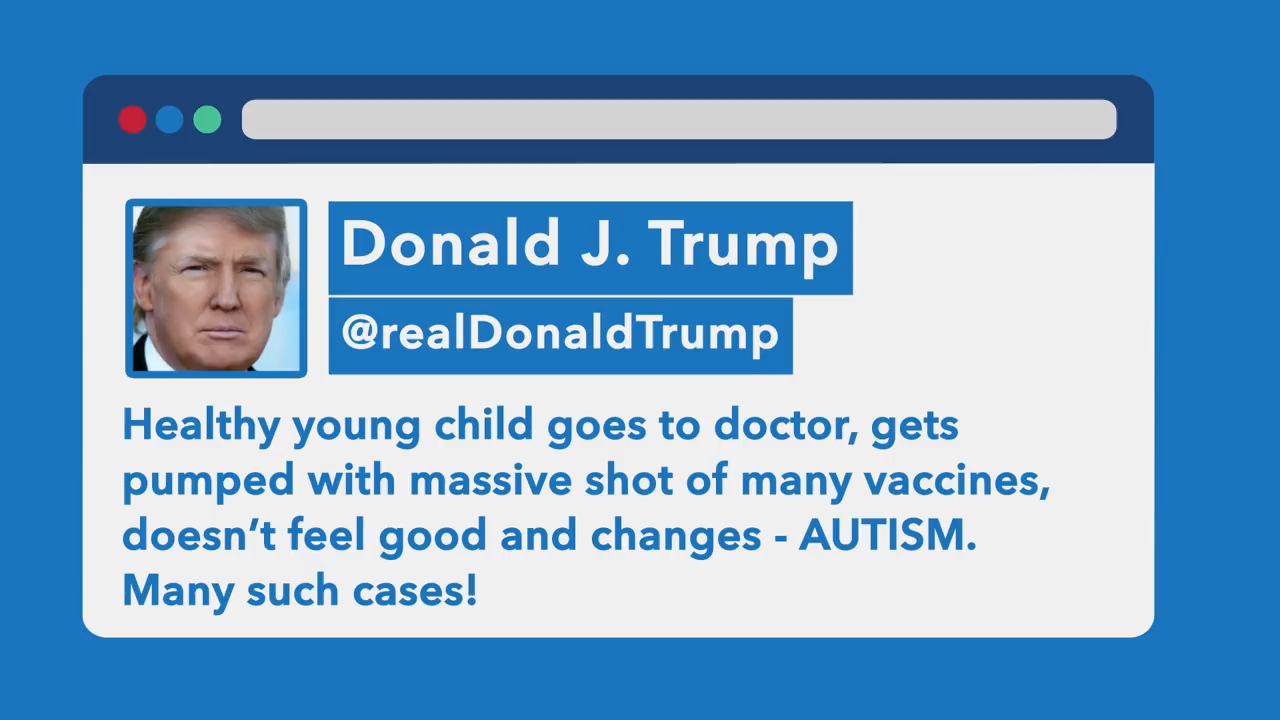 Donald J. Trump
@realDonaldTrump
Healthy young child goes to doctor, gets
pumped with massive shot of many vaccines,
doesn’t feel good and changes - AUTISM.
Many such cases!